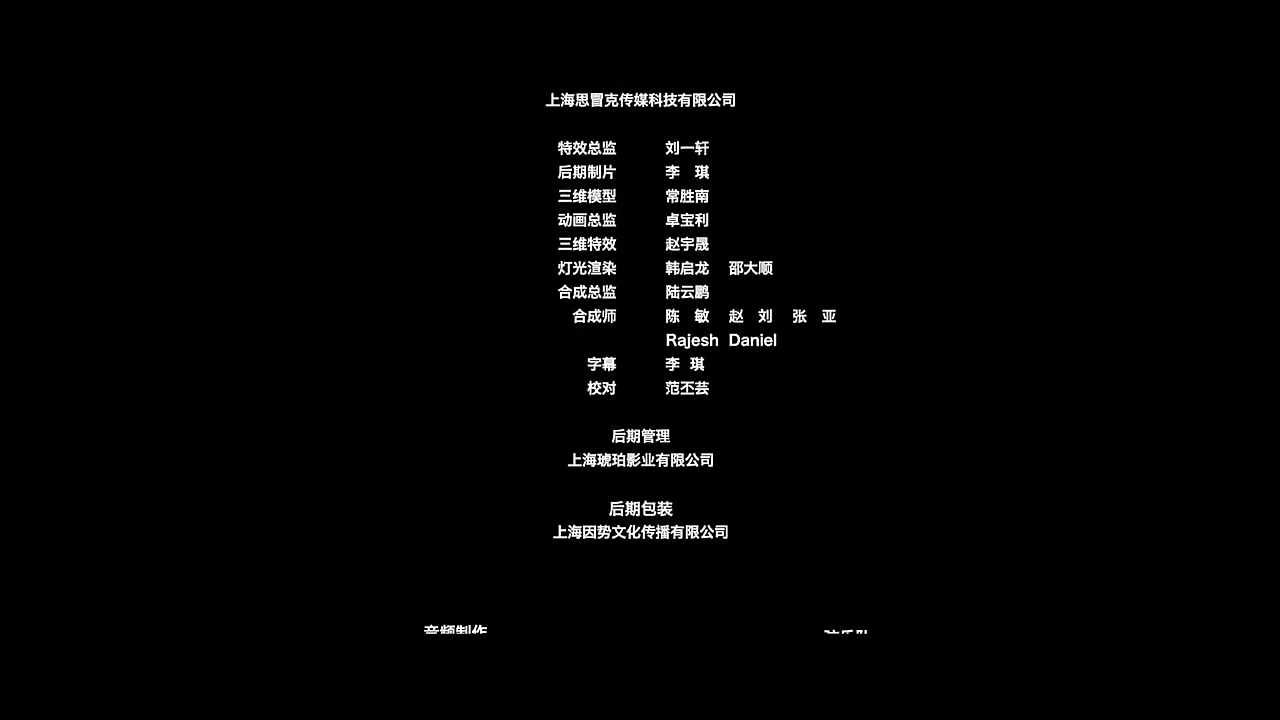 上海思冒克传媒科技有限公司
特效总监 刘一轩
后期制片 李 琪
三维模型 常胜南
动画总监 卓宝利
三维特效 赵宇晟
灯光渲染 韩启龙 邵大顺
合成总监 陆云鹏
合成师 陈 敏 赵 刘 张 亚
Rajesh Daniel
字幕 李 琪
校对 范丕芸
后期管理
上海琥珀影业有限公司
后期包装
上海因势文化传播有限公司
音频制作